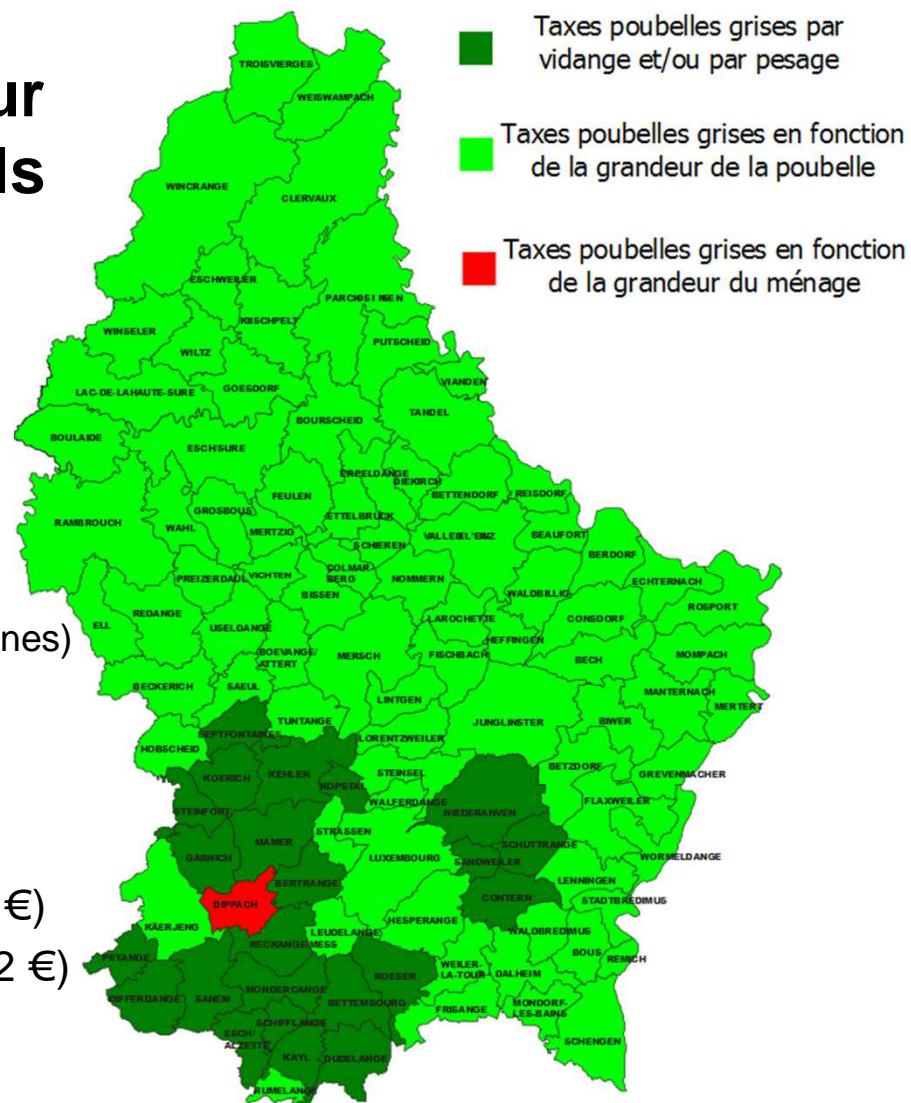 Taxes poubelles grises par
vidange et/ou par pesage
ur
ls
Taxes poubelles grises en fonction
de la grandeur de la poubelle
Taxes poubelles grises en fonction
de la grandeur du ménage
TROISVIERGES
WEISWAMPACH
WINCRANGE
CLERVAUX
ESCHWEILER
PARC HOSINGEN
KIISCHPELT
WINSELER
PUTSCHEID
WILTZ
VIANDEN
LAC-DE-LAHAUTE-SURE
GOESDORF
TANDEL
BOURSCHEID
BOULAIDE
ESCHSURE
ERPELDANGE
DIEKIRCH
FEULEN
BETTENDORF
REISDORF
GROSBOUS
RAMBROUCH
WAHL
ETTELBRUCK
MERTZIG
VALLEE DE L'ERNZ
BEAUFORT
SCHIEREN
BERDORF
COLMAR-
BERG
PREIZERDAUL
VICHTEN
NOMMERN
ECHTERNACH
BISSEN
WALDBILLIG
ROSPORT
REDANGE
LAROCHETTE
CONSDORF
ELL
USELDANGE
HEFFINGEN
nes)
BOEVANGE/
ATTERT
MERSCH
FISCHBACH
BECH
MOMPACH
BECKERICH
SAEUL
MANTERNACH
LINTGEN
MERTERT
TUNTANGE
JUNGLINSTER
BIWER
SEPTFONTAINES
LORENTZWEILER
HOBSCHEID
KOERICH
KEHLEN
STEINSEL
BETZDORF
GREVENMACHER
KOPSTAL
WALFERDANGE
FLAXWEILER
STEINFORT
NIEDERANVEN
STRASSEN
MAMER
SCHUTTRANGE
GARNICH
LUXEMBOURG
SANDWEILER
WORMELDANGE
BERTRANGE
LENNINGEN
CONTERN
STADTBREDIMUS
DIPPACH
€)
HESPERANGE
KÄERJENG
LEUDELANGE
WALDBREDIMUS
RECKANGE/MESS
BOUS
REMICH
2 €)
PETANGE
WEILER-
LA-TOUR
DALHEIM
ROESER
MONDERCANGE
DIFFERDANGE
SANEM
BETTEMBOURG
MONDORF-
LES-BAINS
FRISANGE
SCHIFFLANGE
ESCH/
ALZETTE
SCHENGEN
KAYL
DUDELANGE
RUMELANGE